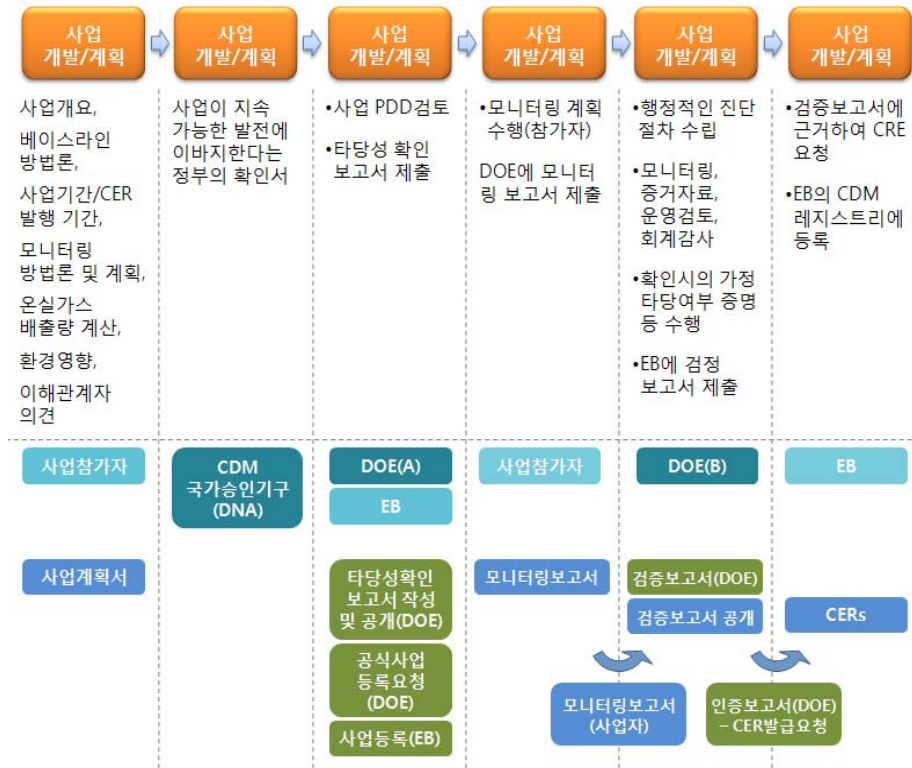 사업
개발/계획
사업
개발/계획
사업
개발/계획
사업
개발/계획
사업
개발/계획
사업
개발/계획
사업개요,
베이스라인
방법론,
사업기간/CER
발행 기간,
모니터링
방법론 및 계획,
온실가스
배출량 계산,
환경영향,
이해관계자
의견
사업이 지속
가능한 발전에
이바지한다는
정부의 확인서
•사업 PDD검토
•타당성 확인
보고서 제출
•모니터링 계획
수행(참가자)
DOE에 모니터
링 보고서 제출
•행정적인 진단
절차 수립
•모니터링,
증거자료,
운영검토,
회계감사
•확인시의 가정
타당여부 증명
등 수행
•EB에 검정
보고서 제출
•검증보고서에
근거하여 CRE
요청
•EB의 CDM
레지스트리에
등록
사업참가자
CDM
국가승인기구
(DNA)
DOE(A)
EB
사업참가자
DOE(B)
EB
사업계획서
타당성확인
보고서 작성
및 공개(DOE)
공식사업
등록요청
(DOE)
사업등록(EB)
모니터링보고서
검증보고서(DOE)
검증보고서 공개
CERs
모니터링보고서
(사업자)
인증보고서(DOE)
– CER발급요청